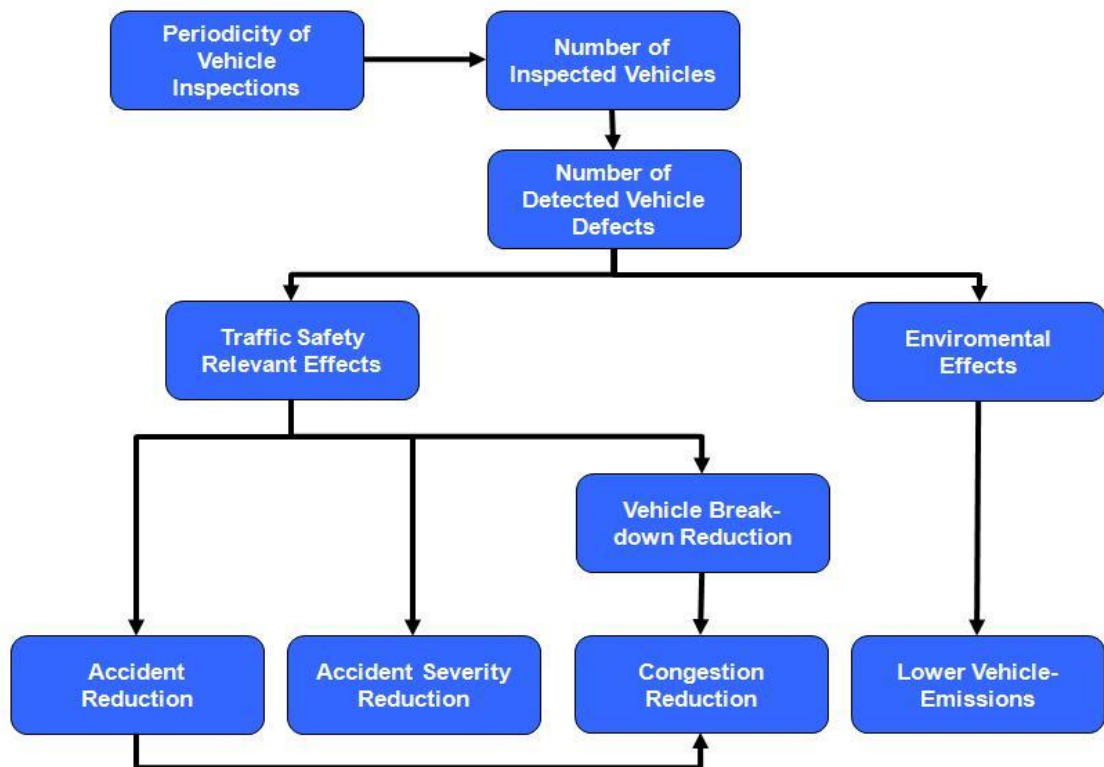 Periodicity of
Vehicle
Inspections
Number of
Inspected Vehicles
Number of
Detected Vehicle
Defects
Traffic Safety
Relevant Effects
Enviromental
Effects
Vehicle Break-
down Reduction
Accident
Reduction
Accident Severity
Reduction
Congestion
Reduction
Lower Vehicle-
Emissions